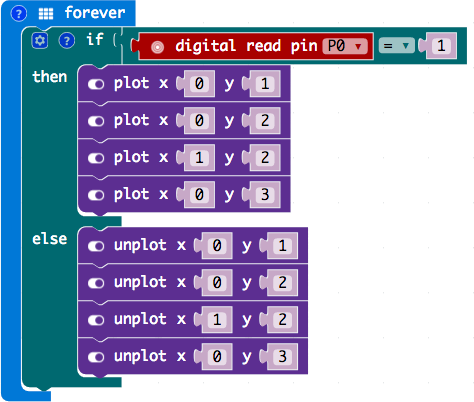 ? forever
? if digital read pin P0 = 1
then plot x 0 y 1
plot x 0 y 2
plot x 1 y 2
plot x 0 y 3
else unplot x 0 y 1
unplot x 0 y 2
unplot x 1 y 2
unplot x 0 y 3